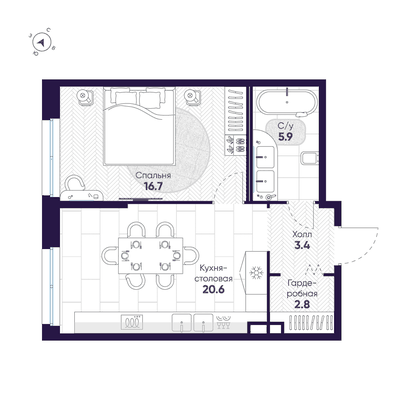 С
В
Ю
З
С/у
5.9
Спальня
16.7
Холл
3.4
Кухня-
столовая
20.6
Гарде-
робная
2.8